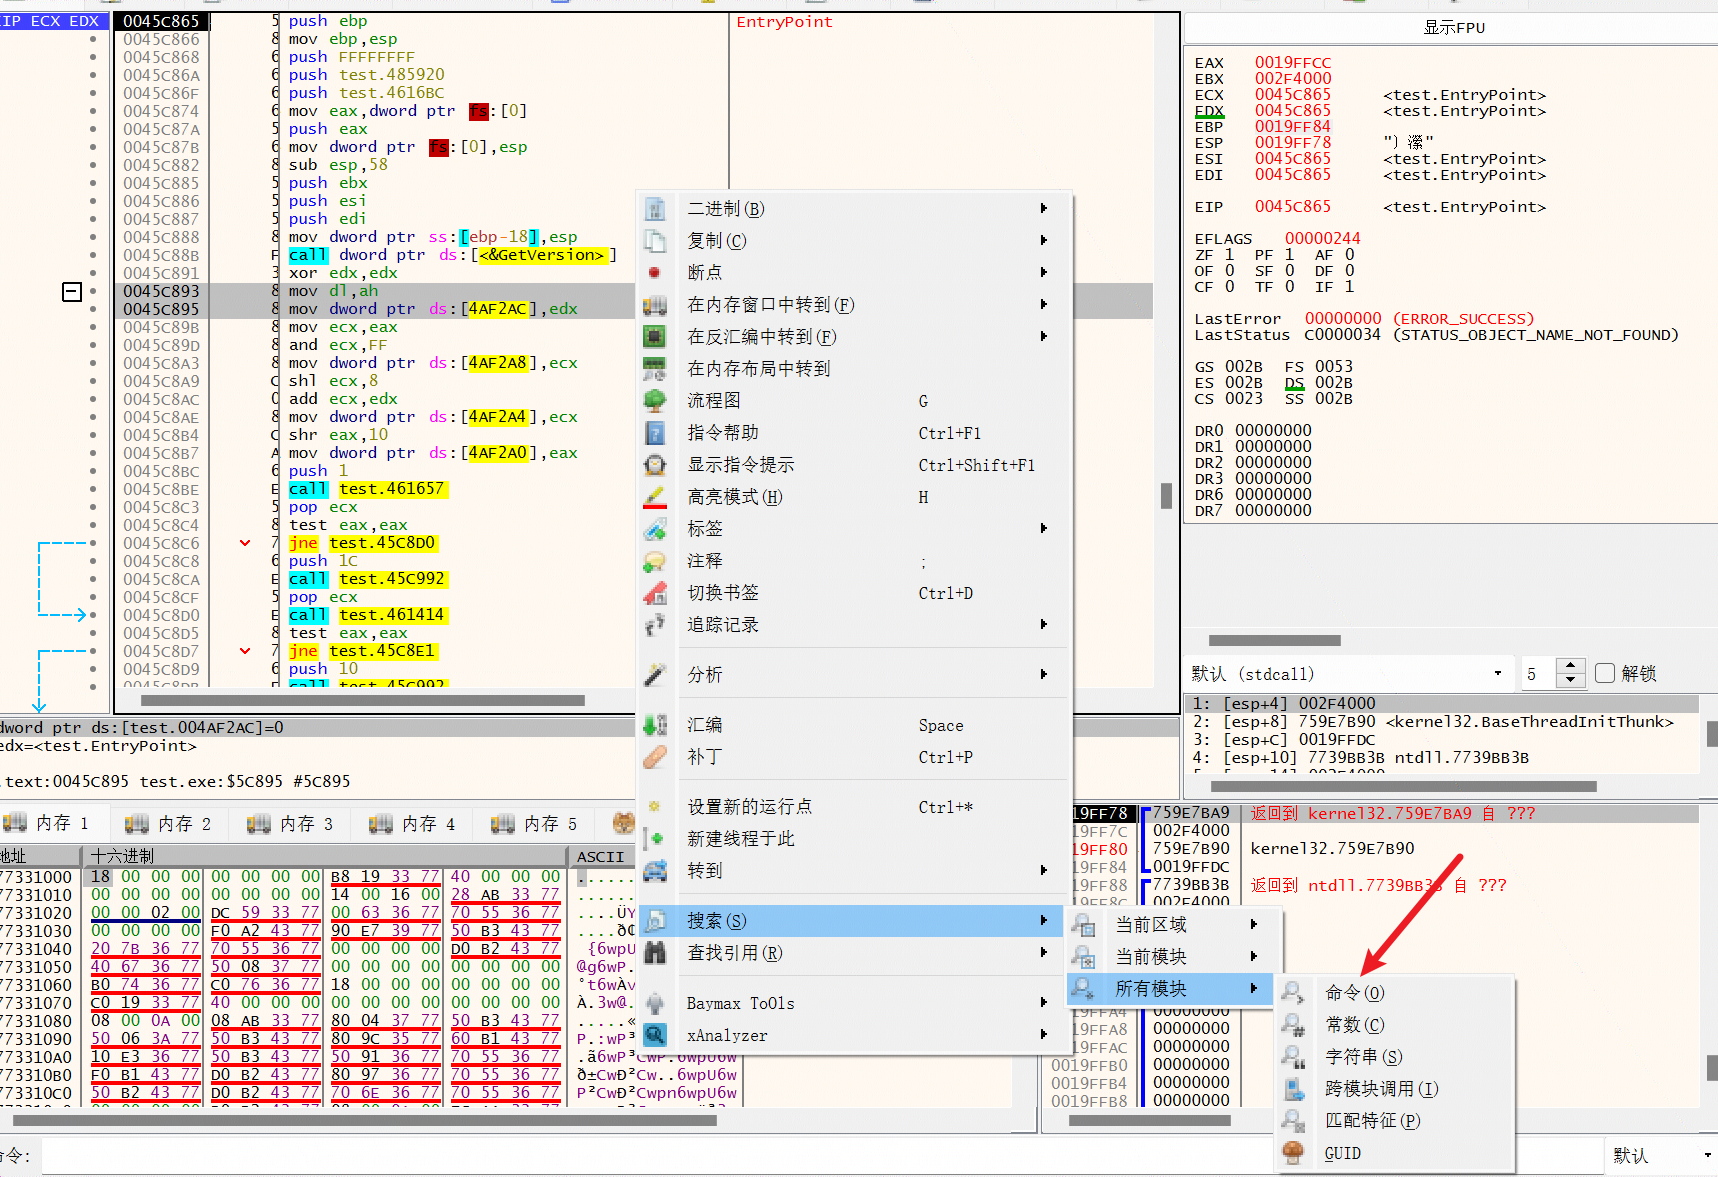 EIP ECX EDX
0045C865 5 push ebp EntryPoint
0045C866 8 mov ebp,esp
0045C868 6 push FFFFFFFF
0045C86A 6 push test.485920
0045C86F 6 push test.4616BC
0045C874 6 mov eax,dword ptr fs:[0]
0045C87A 5 push eax
0045C87B 6 mov dword ptr fs:[0],esp
0045C882 8 sub esp,58
0045C885 5 push ebx
0045C886 5 push esi
0045C887 5 push edi
0045C888 8 mov dword ptr ss:[ebp-18],esp
0045C88B F call dword ptr ds:[<&GetVersion>]
0045C891 3 xor edx,edx
0045C893 8 mov dl,ah
0045C895 8 mov dword ptr ds:[4AF2AC],edx
0045C89B 8 mov ecx,eax
0045C89D 8 and ecx,FF
0045C8A3 8 mov dword ptr ds:[4AF2A8],ecx
0045C8A9 C shl ecx,8
0045C8AC 0 add ecx,edx
0045C8AE 8 mov dword ptr ds:[4AF2A4],ecx
0045C8B4 C shr eax,10
0045C8B7 A mov dword ptr ds:[4AF2A0],eax
0045C8BC 6 push 1
0045C8BE E call test.461657
0045C8C3 5 pop ecx
0045C8C4 8 test eax,eax
0045C8C6 7 jne test.45C8D0
0045C8C8 6 push 1C
0045C8CA E call test.45C992
0045C8CF 5 pop ecx
0045C8D0 E call test.461414
0045C8D5 8 test eax,eax
0045C8D7 7 jne test.45C8E1
0045C8D9 6 push 10
0045C8DB call test.45C992
dword ptr ds:[test.004AF2AC]=0
edx=<test.EntryPoint>
.text:0045C895 test.exe:$5C895 #5C895
二进制(B)
复制(C)
断点
在内存窗口中转到(F)
在反汇编中转到(F)
在内存布局中转到
流程图 G
指令帮助 Ctrl+F1
显示指令提示 Ctrl+Shift+F1
高亮模式(H) H
标签
注释 ;
切换书签 Ctrl+D
追踪记录
分析
汇编 Space
补丁 Ctrl+P
设置新的运行点 Ctrl+*
新建线程于此
转到
搜索(S)
查找引用(R)
Baymax ToOls
xAnalyzer
当前区域
当前模块
所有模块
命令(O)
常数(C)
字符串(S)
跨模块调用(I)
匹配特征(P)
GUID
显示FPU
EAX 0019FFCC
EBX 002F4000
ECX 0045C865 <test.EntryPoint>
EDX 0045C865 <test.EntryPoint>
EBP 0019FF84
ESP 0019FF78
ESI 0045C865 <test.EntryPoint>
EDI 0045C865 <test.EntryPoint>
EIP 0045C865 <test.EntryPoint>
EFLAGS 00000244
ZF 1 PF 1 AF 0
OF 0 SF 0 DF 0
CF 0 TF 0 IF 1
LastError 00000000 (ERROR_SUCCESS)
LastStatus C0000034 (STATUS_OBJECT_NAME_NOT_FOUND)
GS 002B FS 0053
ES 002B DS 002B
CS 0023 SS 002B
DR0 00000000
DR1 00000000
DR2 00000000
DR3 00000000
DR6 00000000
DR7 00000000
默认 (stdcall) 5 解锁
1: [esp+4] 002F4000
2: [esp+8] 759E7B90 <kernel32.BaseThreadInitThunk>
3: [esp+C] 0019FFDC
4: [esp+10] 7739BB3B ntdll.7739BB3B
内存 1 内存 2 内存 3 内存 4 内存 5
地址 十六进制 ASCII
77331000 18 00 00 00 00 00 00 00 B8 19 33 77 40 00 00 00
77331010 00 00 00 00 00 00 00 00 14 00 16 00 28 AB 33 77
77331020 00 00 02 00 DC 59 33 77 00 63 36 77 70 55 36 77 ....ÜY
77331030 00 00 00 00 F0 A2 43 77 90 E7 39 77 50 B3 43 77 ....ð¢
77331040 20 7B 36 77 70 55 36 77 00 00 00 00 D0 B2 43 77 {6wpU
77331050 40 67 36 77 50 08 37 77 00 00 00 00 00 00 00 00 @g6wP.
77331060 B0 74 36 77 C0 76 36 77 18 00 00 00 00 00 00 00 °t6wÀv
77331070 C0 19 33 77 40 00 00 00 00 00 00 00 00 00 00 00 À.3w@.
77331080 08 00 0A 00 08 AB 33 77 80 04 37 77 50 B3 43 77 .....«
77331090 50 06 3A 77 50 B3 43 77 80 9C 35 77 60 B1 43 77 P.:wP³
773310A0 10 E3 36 77 50 B3 43 77 50 91 36 77 70 55 36 77 .ã6wP³CwP.6wpU6w
773310B0 F0 B1 43 77 D0 B2 43 77 80 97 36 77 70 55 36 77 ð±CwÐ²Cw..6wpU6w
773310C0 50 B2 43 77 D0 B2 43 77 70 6E 36 77 70 55 36 77 P²CwÐ²Cwpn6wpU6w
19FF78 759E7BA9 返回到 kernel32.759E7BA9 自 ???
19FF7C 002F4000
19FF80 759E7B90 kernel32.759E7B90
19FF84 0019FFDC
19FF88 7739BB3B 返回到 ntdll.7739BB3B 自 ???
19FF8C 002F4000
19FFA4 00000000
19FFA8 00000000
19FFAC 00000000
0019FFB0 00000000
0019FFB4 00000000
0019FFB8 00000000
命令: 默认